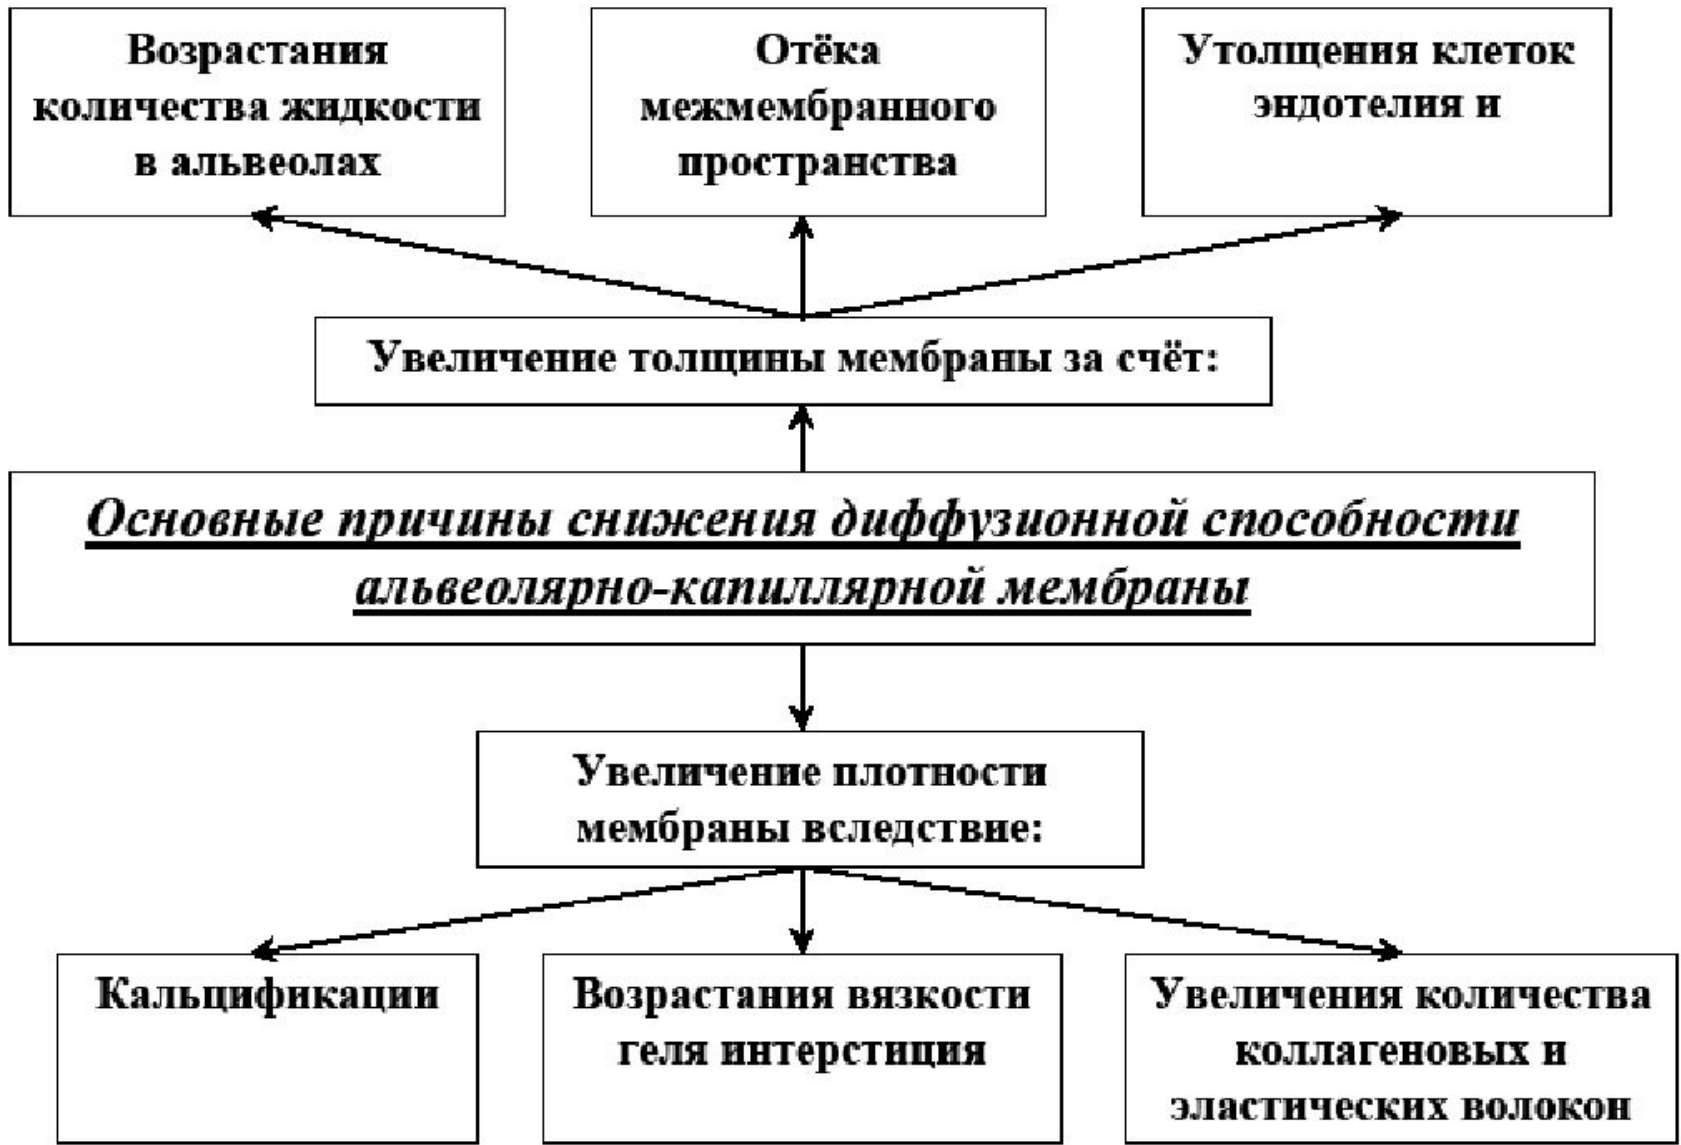 Возрастания
количества жидкости
в альвеолах
Отёка
межмембранного
пространства
Утолщения клеток
эндотелия и
Увеличение толщины мембраны за счёт:
Основные причины снижения диффузионной способности
альвеолярно-капиллярной мембраны
Увеличение плотности
мембраны вследствие:
Кальцификации
Возрастания вязкости
геля интерстиция
Увеличения количества
коллагеновых и
эластических волокон